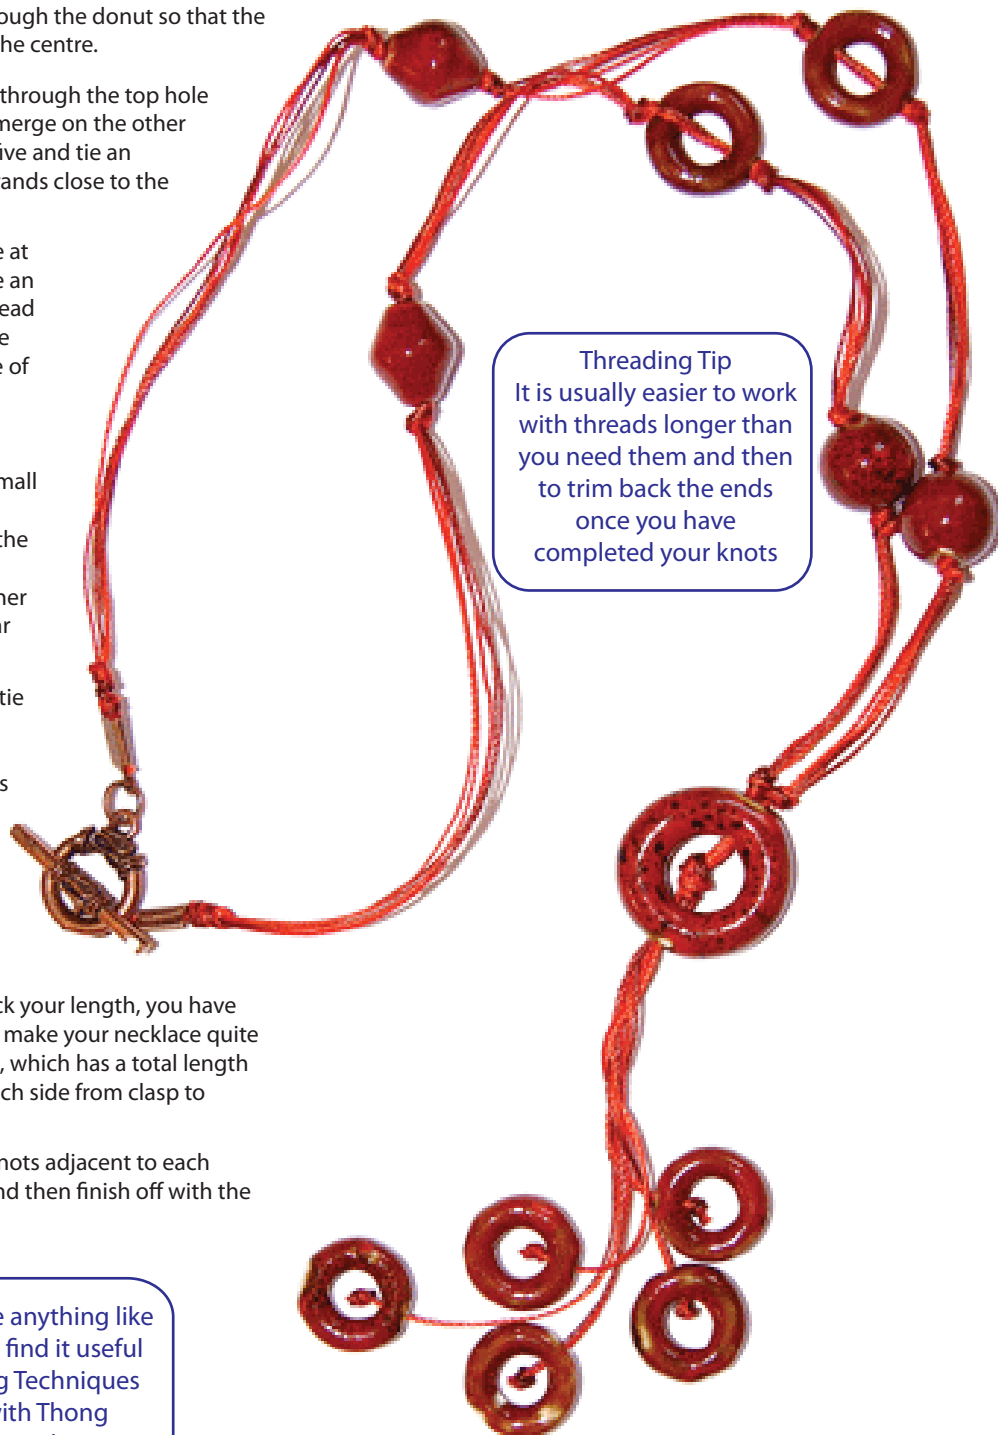 ough the donut so that the
he centre.
through the top hole
merge on the other
ive and tie an
rands close to the
e at
e an
ead
e
e of
mall
the
ner
ar
tie
s
Threading Tip
It is usually easier to work
with threads longer than
you need them and then
to trim back the ends
once you have
completed your knots
ck your length, you have
make your necklace quite
, which has a total length
ch side from clasp to
nots adjacent to each
nd then finish off with the
e anything like
find it useful
g Techniques
with Thong